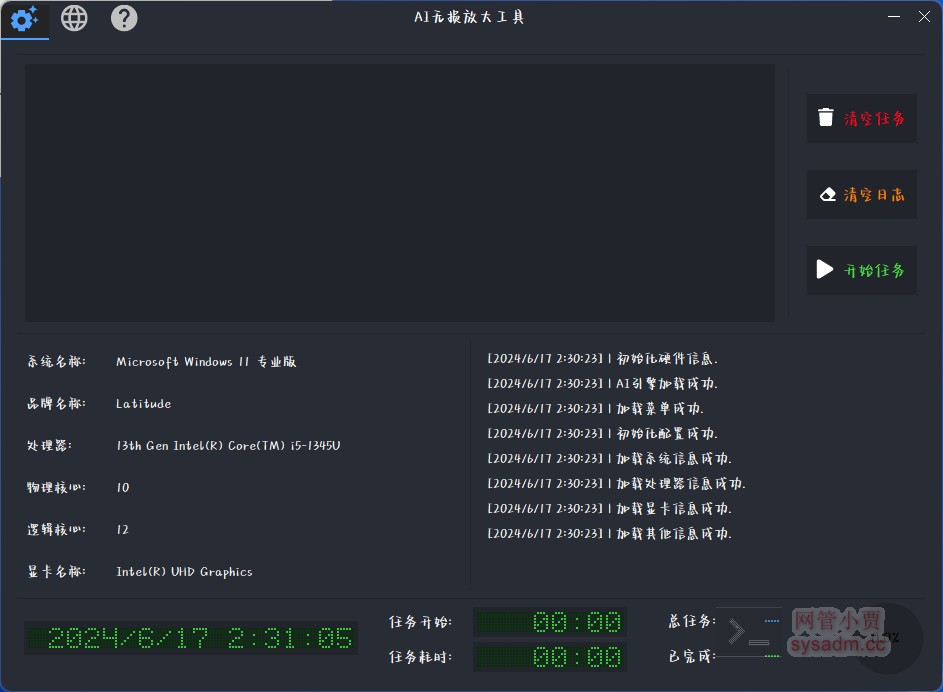 AI无损放大工具
清空任务
清空日志
开始任务
系统名称: Microsoft Windows 11 专业版
品牌名称: Latitude
处理器: 13th Gen Intel(R) Core(TM) i5-1345U
物理核心: 10
逻辑核心: 12
显卡名称: Intel(R) UHD Graphics
[2024/6/17 2:30:23] | 初始化硬件信息.
[2024/6/17 2:30:23] | AI引擎加载成功.
[2024/6/17 2:30:23] | 加载菜单成功.
[2024/6/17 2:30:23] | 初始化配置成功.
[2024/6/17 2:30:23] | 加载系统信息成功.
[2024/6/17 2:30:23] | 加载处理器信息成功.
[2024/6/17 2:30:23] | 加载显卡信息成功.
[2024/6/17 2:30:23] | 加载其他信息成功.
2024/6/17 2:31:05
任务开始: 00:00
任务耗时: 00:00
总任务:
已完成:
网管小贾
sysadm.cc